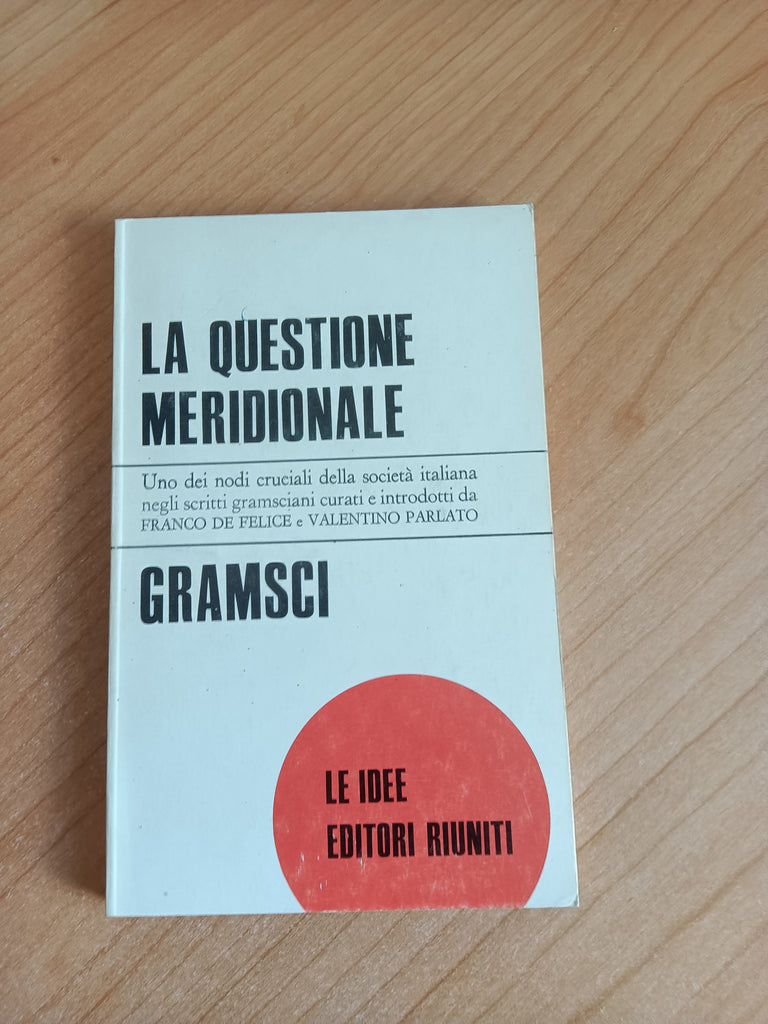 LA QUESTIONE
MERIDIONALE
Uno dei nodi cruciali della società italiana
negli scritti gramsciani curati e introdotti da
FRANCO DE FELICE e VALENTINO PARLATO
GRAMSCI
LE IDEE
EDITORI RIUNITI